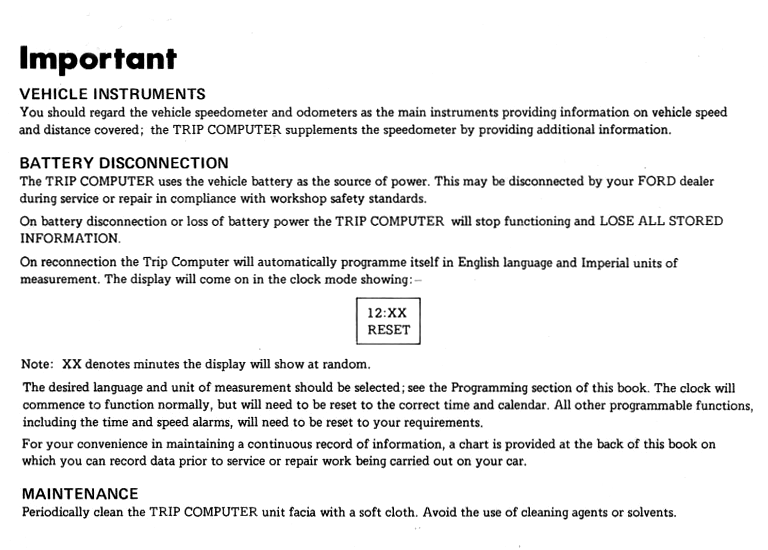 Important
VEHICLE INSTRUMENTS
You should regard the vehicle speedometer and odometers as the main instruments providing information on vehicle speed
and distance covered; the TRIP COMPUTER supplements the speedometer by providing additional information.
BATTERY DISCONNECTION
The TRIP COMPUTER uses the vehicle battery as the source of power. This may be disconnected by your FORD dealer
during service or repair in compliance with workshop safety standards.
On battery disconnection or loss of battery power the TRIP COMPUTER will stop functioning and LOSE ALL STORED
INFORMATION.
On reconnection the Trip Computer will automatically programme itself in English language and Imperial units of
measurement. The display will come on in the clock mode showing:–
12:XX
RESET
Note: XX denotes minutes the display will show at random.
The desired language and unit of measurement should be selected; see the Programming section of this book. The clock will
commence to function normally, but will need to be reset to the correct time and calendar. All other programmable functions,
including the time and speed alarms, will need to be reset to your requirements.
For your convenience in maintaining a continuous record of information, a chart is provided at the back of this book on
which you can record data prior to service or repair work being carried out on your car.
MAINTENANCE
Periodically clean the TRIP COMPUTER unit facia with a soft cloth. Avoid the use of cleaning agents or solvents.